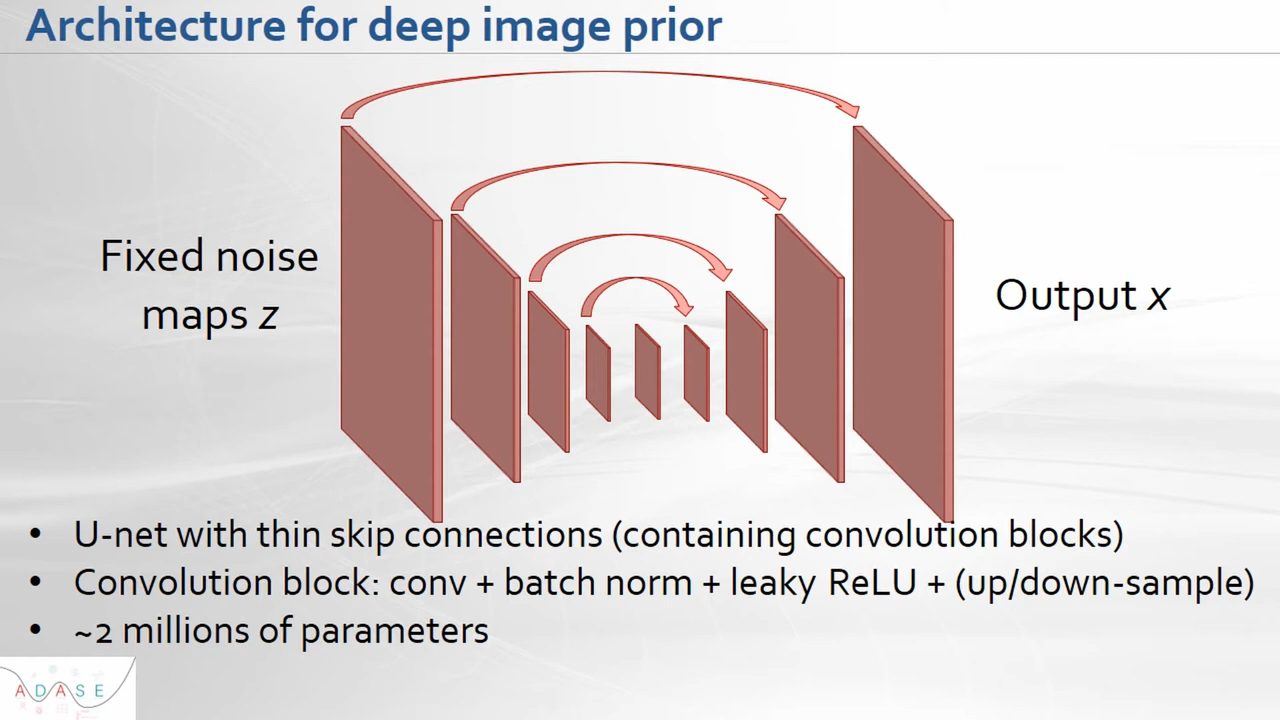 Architecture for deep image prior
Fixed noise
maps z
Output x
• U-net with thin skip connections (containing convolution blocks)
• Convolution block: conv + batch norm + leaky ReLU + (up/down-sample)
• ~2 millions of parameters
ADASE